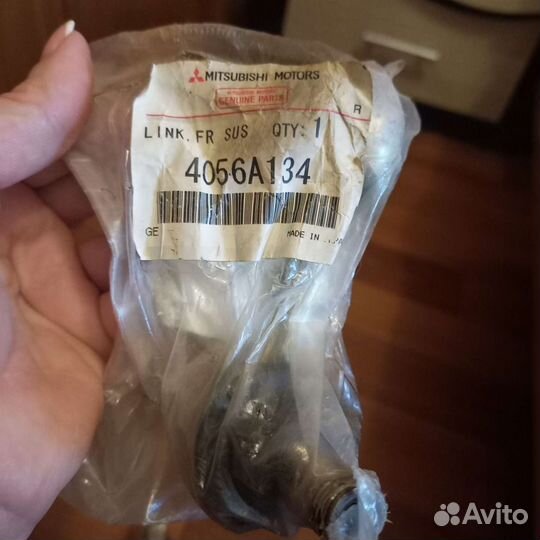 MITSUBISHI MOTORS
GENUINE PARTS
R
LINK, FR SUS QTY: 1
4056A134
GE
MADE IN
Avito